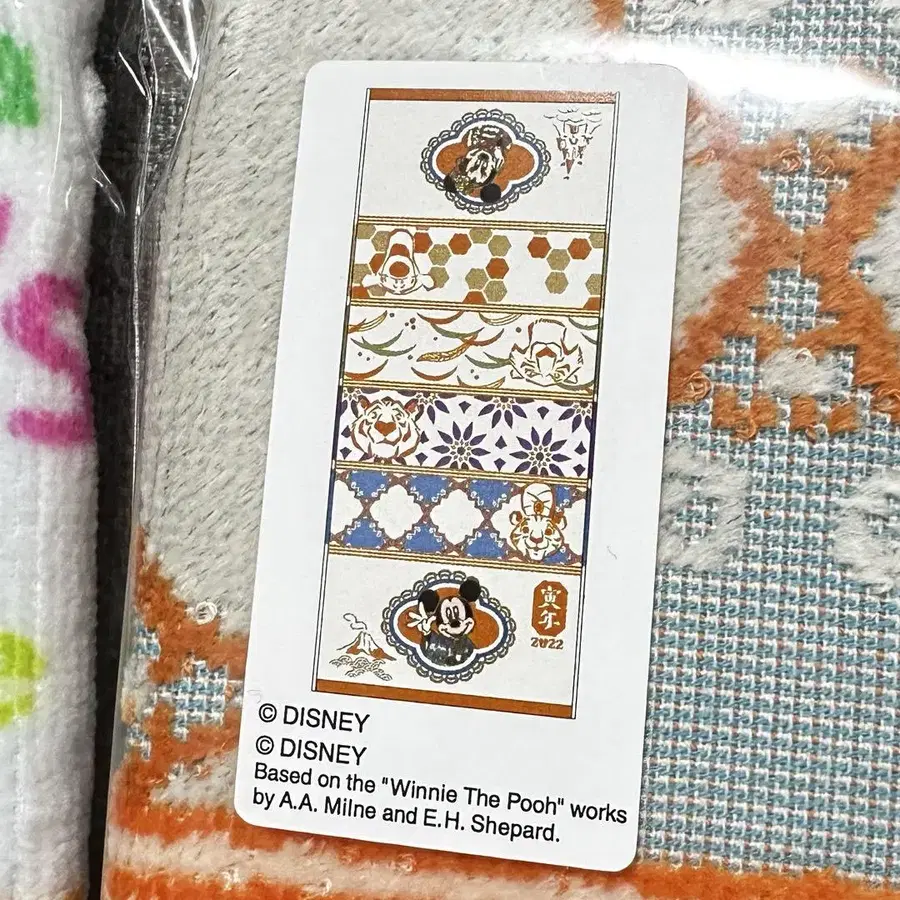 寅年
2022
© DISNEY
© DISNEY
Based on the "Winnie The Pooh" works
by A.A. Milne and E.H. Shepard.